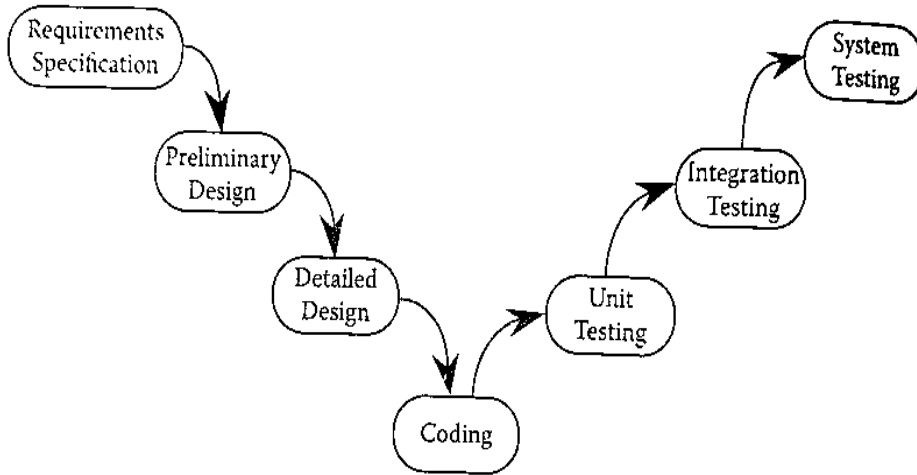 Requirements
Specification
Preliminary
Design
Detailed
Design
Coding
Unit
Testing
Integration
Testing
System
Testing